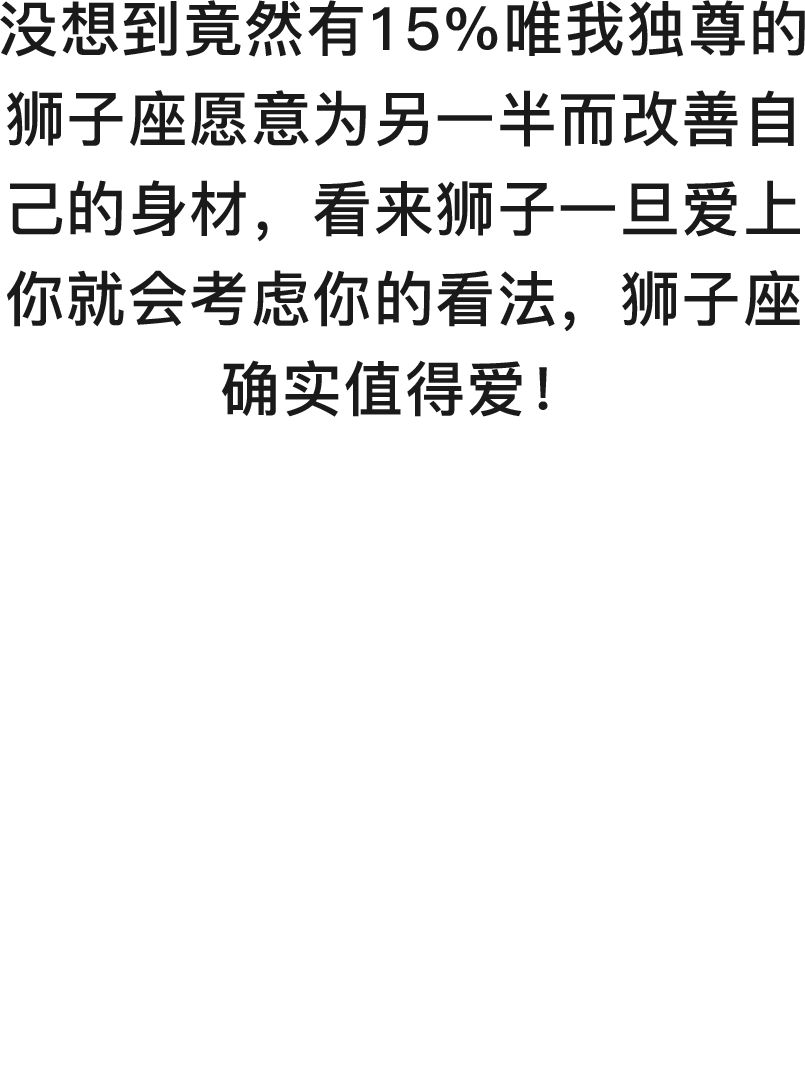 没想到竟然有15%唯我独尊的
狮子座愿意为另一半而改善自
己的身材，看来狮子一旦爱上
你就会考虑你的看法，狮子座
确实值得爱！